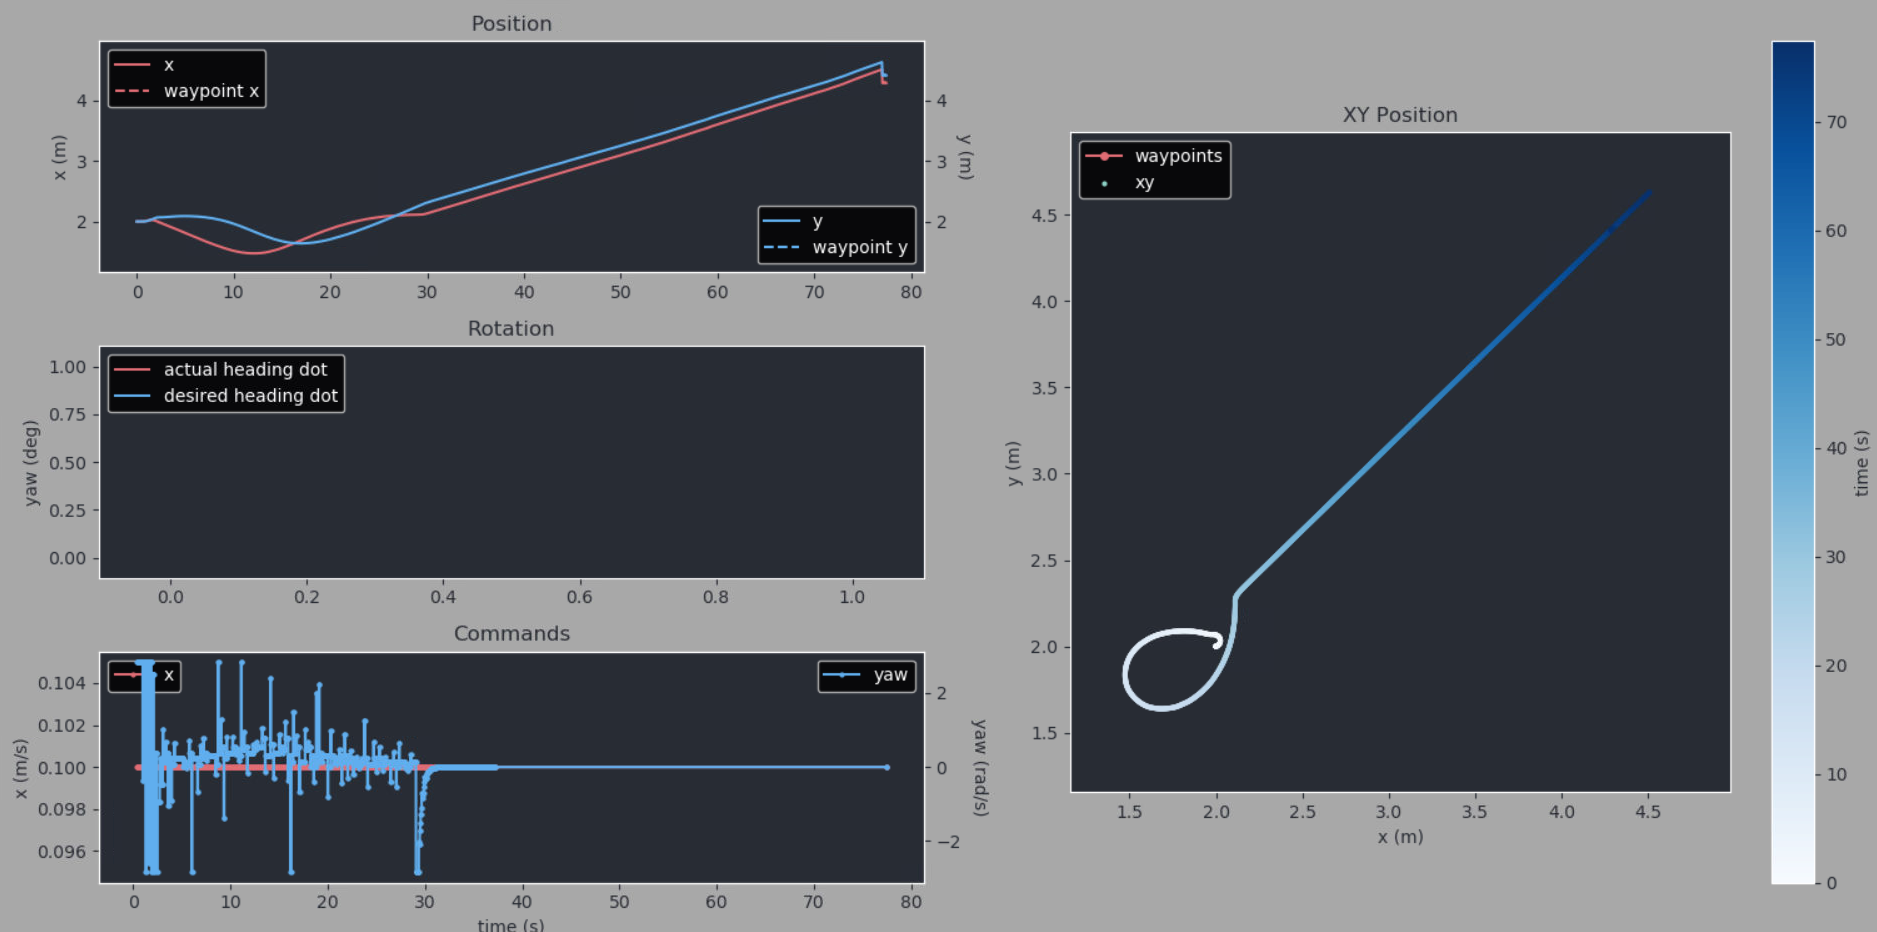 Position
x
waypoint x
y
waypoint y
x (m)
4
3
2
y (m)
4
3
2
0 10 20 30 40 50 60 70 80
Rotation
actual heading dot
desired heading dot
yaw (deg)
1.00
0.75
0.50
0.25
0.00
0.0 0.2 0.4 0.6 0.8 1.0
Commands
x
yaw
x (m/s)
0.104
0.102
0.100
0.098
0.096
yaw (rad/s)
2
0
−2
0 10 20 30 40 50 60 70 80
time (s)
XY Position
waypoints
xy
y (m)
4.5
4.0
3.5
3.0
2.5
2.0
1.5
1.5 2.0 2.5 3.0 3.5 4.0 4.5
x (m)
70
60
50
40
30
20
10
0
time (s)